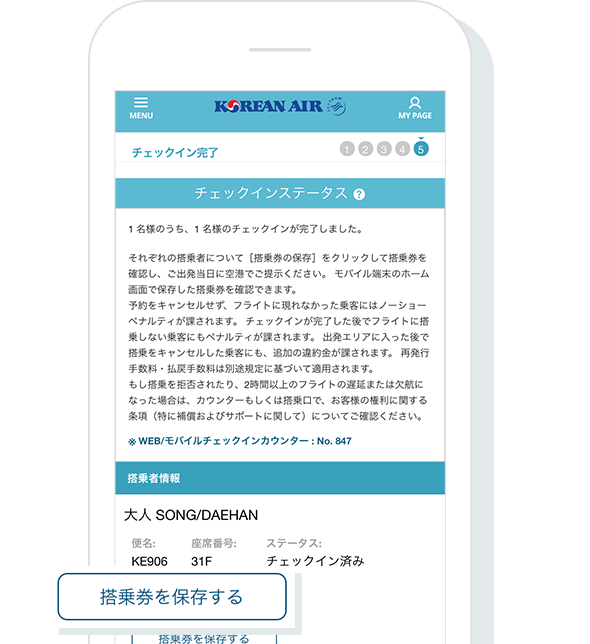 MENU
KOREAN AIR
MY PAGE
チェックイン完了
1 2 3 4 5
チェックインステータス ?
1 名様のうち、1 名様のチェックインが完了しました。
それぞれの搭乗者について［搭乗券の保存］をクリックして搭乗券を
確認し、ご出発当日に空港でご提示ください。 モバイル端末のホーム
画面で保存した搭乗券を確認できます。
予約をキャンセルせず、フライトに現れなかった乗客にはノーショー
ペナルティが課されます。 チェックインが完了した後でフライトに搭
乗しない乗客にもペナルティが課されます。 出発エリアに入った後で
搭乗をキャンセルした乗客にも、追加の違約金が課されます。 再発行
手数料・払戻手数料は別途規定に基づいて適用されます。
もし搭乗を拒否されたり、2時間以上のフライトの遅延または欠航に
なった場合は、カウンターもしくは搭乗口で、お客様の権利に関する
条項（特に補償およびサポートに関して）についてご確認ください。
※ WEB/モバイルチェックインカウンター : No. 847
搭乗者情報
大人 SONG/DAEHAN
便名: 座席番号: ステータス:
KE906 31F チェックイン済み
搭乗券を保存する
搭乗券を保存する